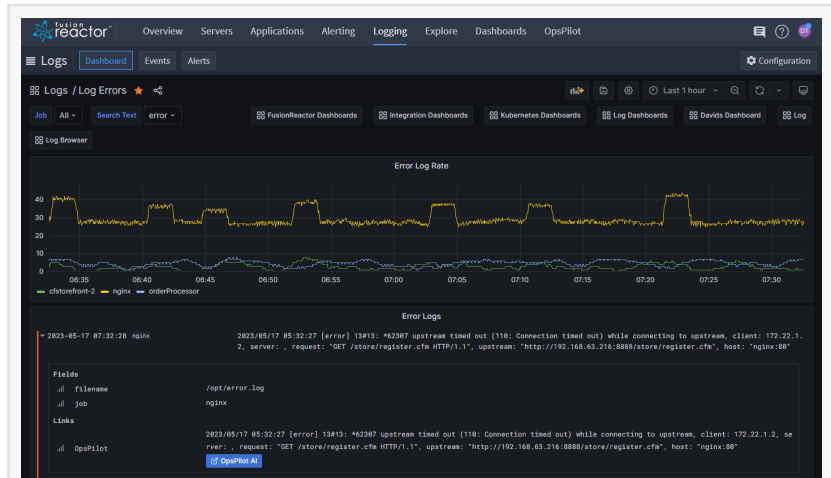 fusion
reactor
Overview Servers Applications Alerting Logging Explore Dashboards OpsPilot
DT
Logs Dashboard Events Alerts Configuration
Logs / Log Errors Last 1 hour
Job All Search Text error FusionReactor Dashboards Integration Dashboards Kubernetes Dashboards Log Dashboards Davids Dashboard Log
Log Browser
Error Log Rate
40
30
20
10
0
06:35 06:40 06:45 06:50 06:55 07:00 07:05 07:10 07:15 07:20 07:25 07:30
cfstorefront-2 nginx orderProcessor
Error Logs
2023-05-17 07:32:28 nginx 2023/05/17 05:32:27 [error] 13#13: *62307 upstream timed out (110: Connection timed out) while connecting to upstream, client: 172.22.1.
2, server: , request: "GET /store/register.cfm HTTP/1.1", upstream: "http://192.168.63.216:8888/store/register.cfm", host: "nginx:80"
Fields
filename /opt/error.log
job nginx
Links
2023/05/17 05:32:27 [error] 13#13: *62307 upstream timed out (110: Connection timed out) while connecting to upstream, client: 172.22.1.2, se
OpsPilot rver: , request: "GET /store/register.cfm HTTP/1.1", upstream: "http://192.168.63.216:8888/store/register.cfm", host: "nginx:80"
OpsPilot AI